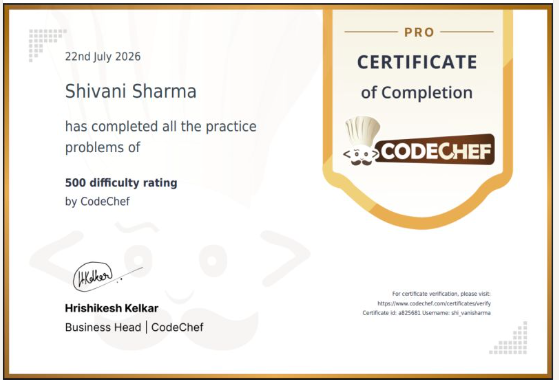 22nd July 2026
Shivani Sharma
has completed all the practice
problems of
500 difficulty rating
by CodeChef
Hrishikesh Kelkar
Business Head | CodeChef
PRO
CERTIFICATE
of Completion
CODECHEF
For certificate verification, please visit:
https://www.codechef.com/certificates/verify
Certificate Id: a825681 Username: shi_vanisharma